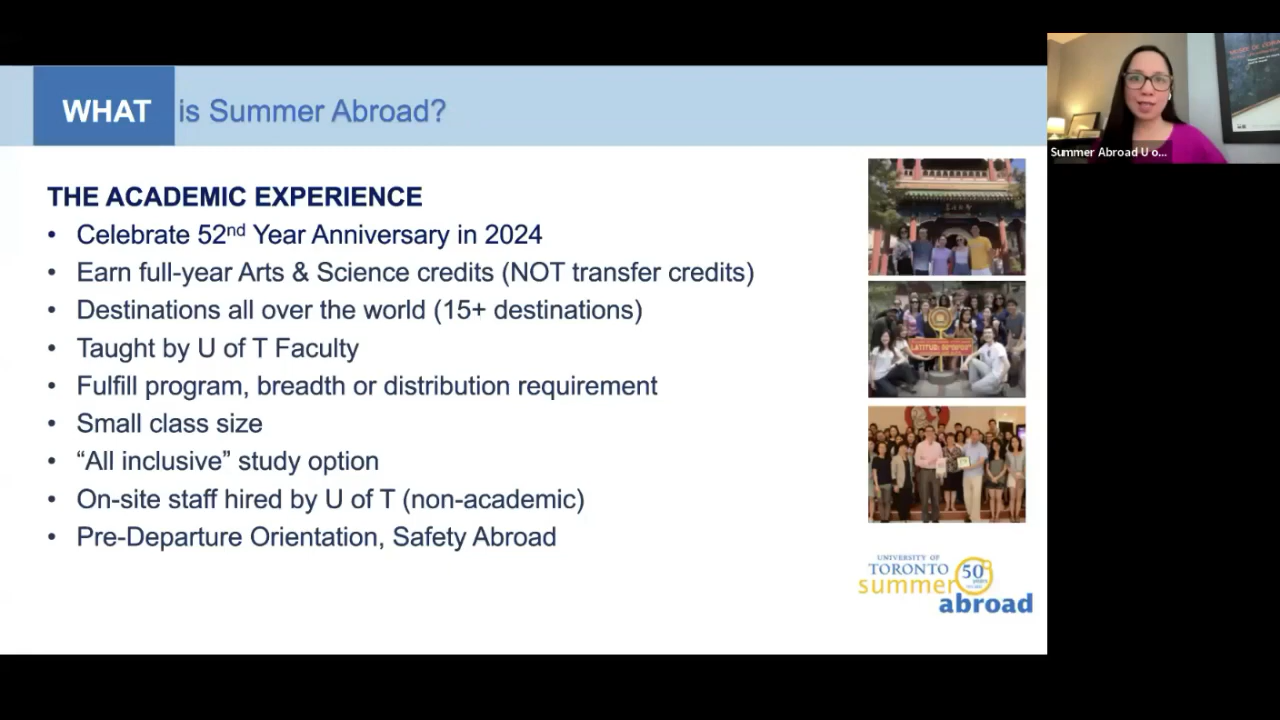 WHAT is Summer Abroad?
THE ACADEMIC EXPERIENCE
• Celebrate 52nd Year Anniversary in 2024
• Earn full-year Arts & Science credits (NOT transfer credits)
• Destinations all over the world (15+ destinations)
• Taught by U of T Faculty
• Fulfill program, breadth or distribution requirement
• Small class size
• “All inclusive” study option
• On-site staff hired by U of T (non-academic)
• Pre-Departure Orientation, Safety Abroad
Summer Abroad U o...
UNIVERSITY OF
TORONTO
summer
50
years
abroad